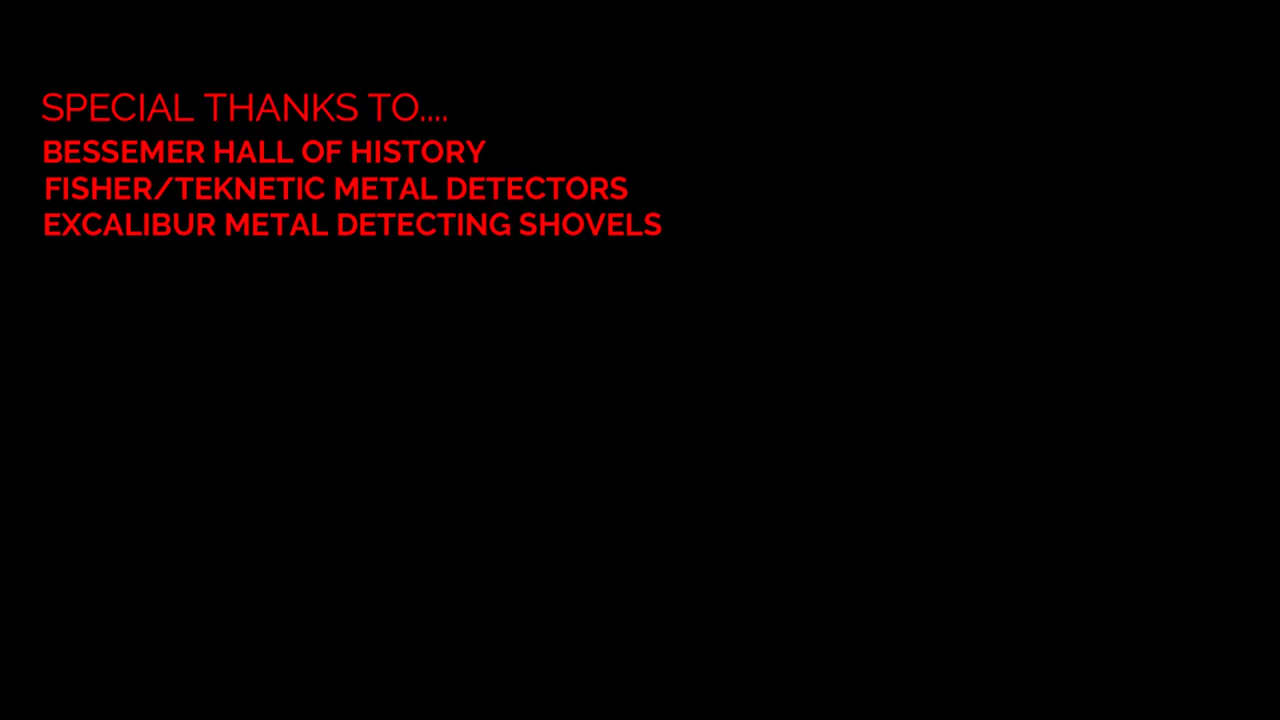 SPECIAL THANKS TO....
BESSEMER HALL OF HISTORY
FISHER/TEKNETIC METAL DETECTORS
EXCALIBUR METAL DETECTING SHOVELS